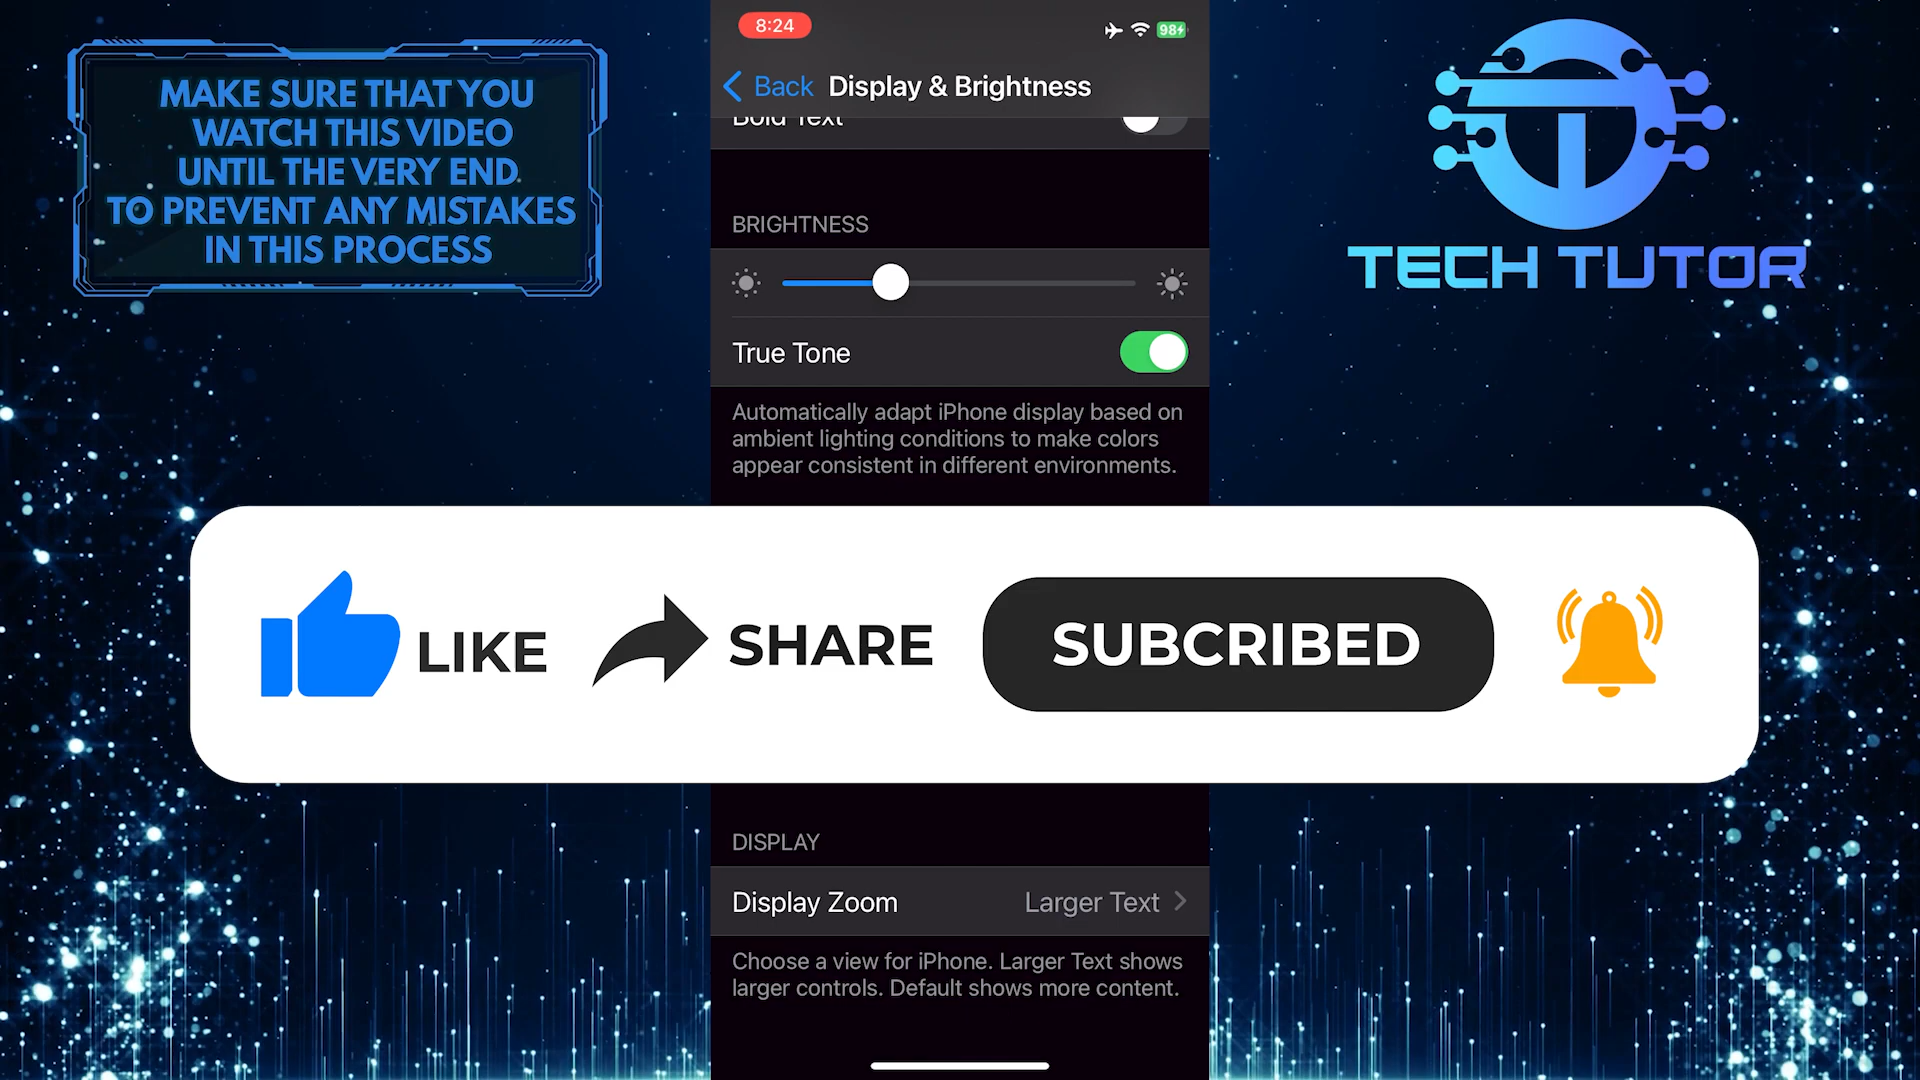 MAKE SURE THAT YOU
WATCH THIS VIDEO
UNTIL THE VERY END
TO PREVENT ANY MISTAKES
IN THIS PROCESS
8:24
98
Back Display & Brightness
Bold Text
BRIGHTNESS
True Tone
Automatically adapt iPhone display based on
ambient lighting conditions to make colors
appear consistent in different environments.
TECH TUTOR
LIKE SHARE SUBCRIBED
DISPLAY
Display Zoom Larger Text
Choose a view for iPhone. Larger Text shows
larger controls. Default shows more content.